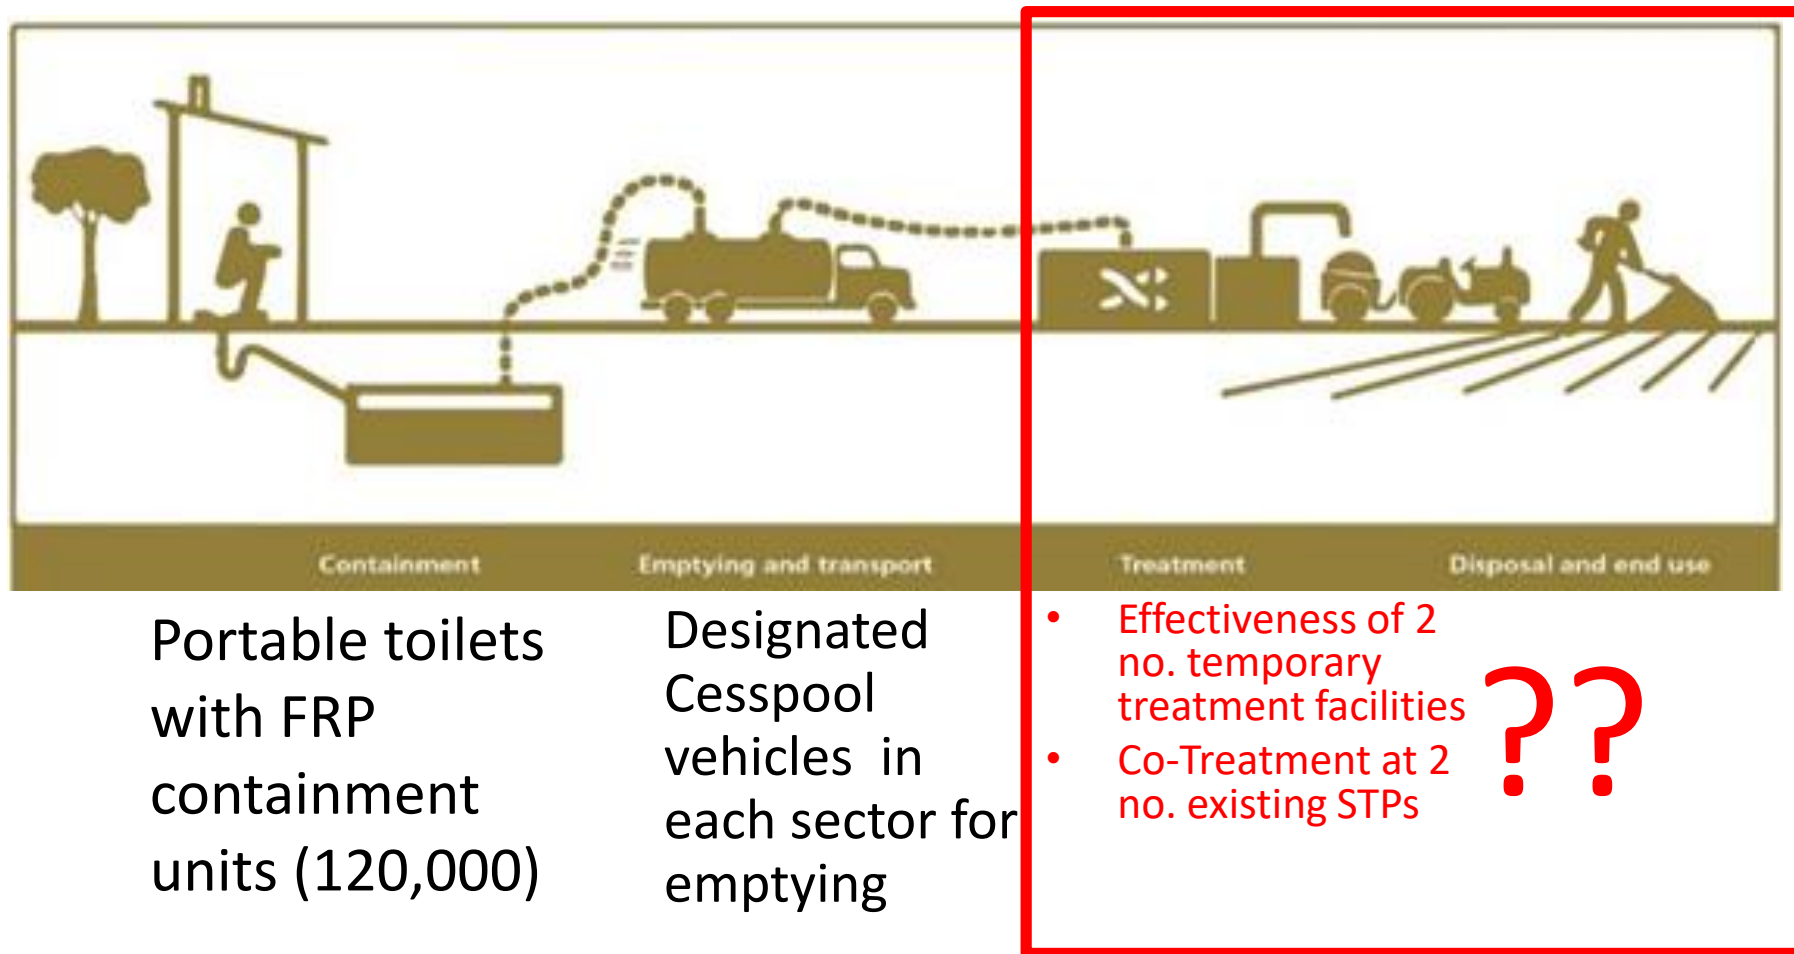 Containment
Emptying and transport
Treatment
Disposal and end use
Portable toilets
with FRP
containment
units (120,000)
Designated
Cesspool
vehicles in
each sector for
emptying
• Effectiveness of 2
no. temporary
treatment facilities
• Co-Treatment at 2
no. existing STPs
??